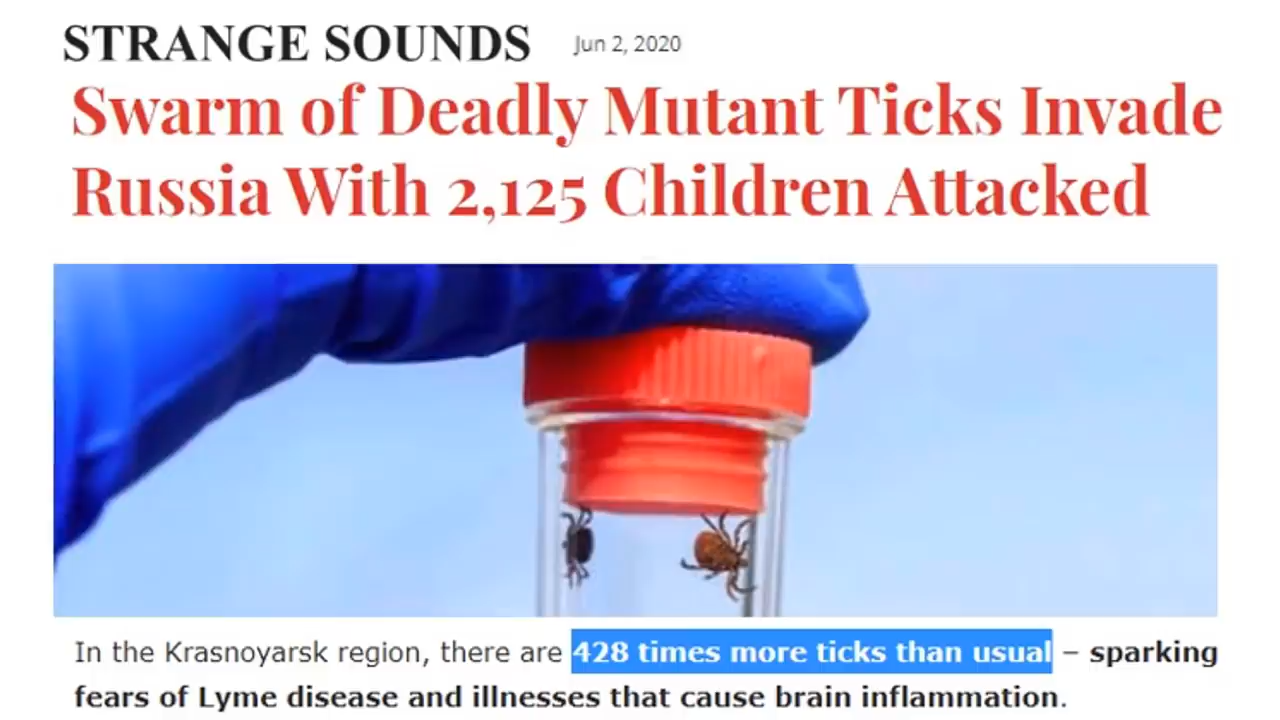 STRANGE SOUNDS Jun 2, 2020
Swarm of Deadly Mutant Ticks Invade
Russia With 2,125 Children Attacked
In the Krasnoyarsk region, there are 428 times more ticks than usual – sparking
fears of Lyme disease and illnesses that cause brain inflammation.